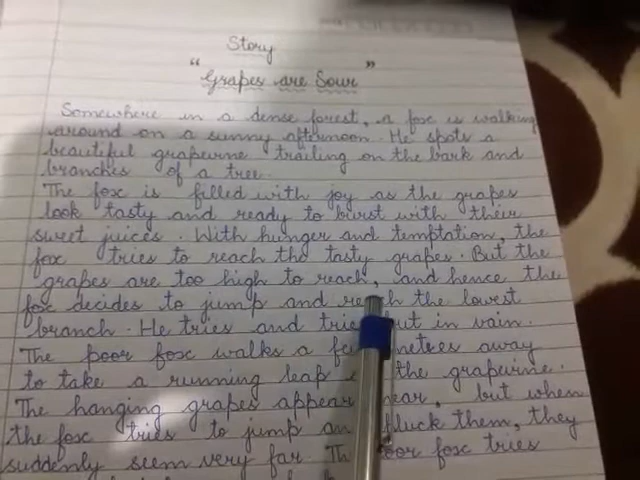 Story
"Grapes are Sour"
Somewhere in a dense forest, a fox is walking
around on a sunny afternoon. He spots a
beautiful grapevine trailing on the bark and
branches of a tree.
The fox is filled with joy as the grapes
look tasty and ready to burst with their
sweet juices. With hunger and temptation, the
fox tries to reach the tasty grapes. But the
grapes are too high to reach, and hence the
fox decides to jump and reach the lowest
branch. He tries and tries but in vain.
The poor fox walks a few metres away
to take a running leap the grapevine.
The hanging grapes appear near, but when
the fox tries to jump and pluck them, they
suddenly seem very far. The poor fox tries